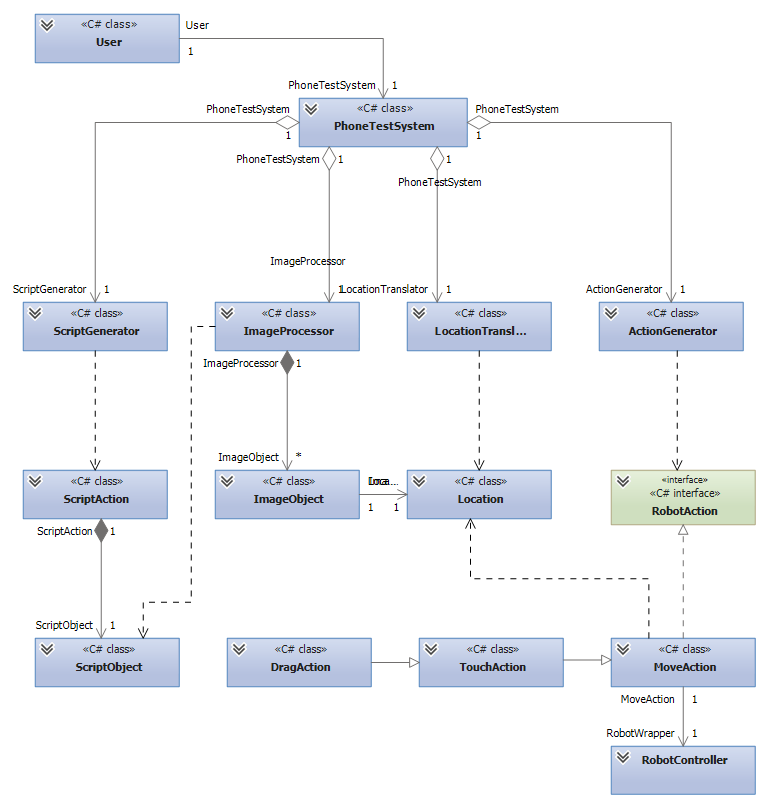 «C# class»
User
User
1
PhoneTestSystem
1
«C# class»
PhoneTestSystem
PhoneTestSystem
1
PhoneTestSystem
1
PhoneTestSystem
1
PhoneTestSystem
1
ScriptGenerator
1
ImageProcessor
1
LocationTranslator
1
ActionGenerator
1
«C# class»
ScriptGenerator
«C# class»
ImageProcessor
«C# class»
LocationTransl...
«C# class»
ActionGenerator
ImageProcessor
1
ImageObject
*
«C# class»
ScriptAction
«C# class»
ImageObject
Loca...
1
1
«C# class»
Location
«interface»
«C# interface»
RobotAction
ScriptAction
1
ScriptObject
1
«C# class»
ScriptObject
«C# class»
DragAction
«C# class»
TouchAction
«C# class»
MoveAction
MoveAction
1
RobotWrapper
1
«C# class»
RobotController